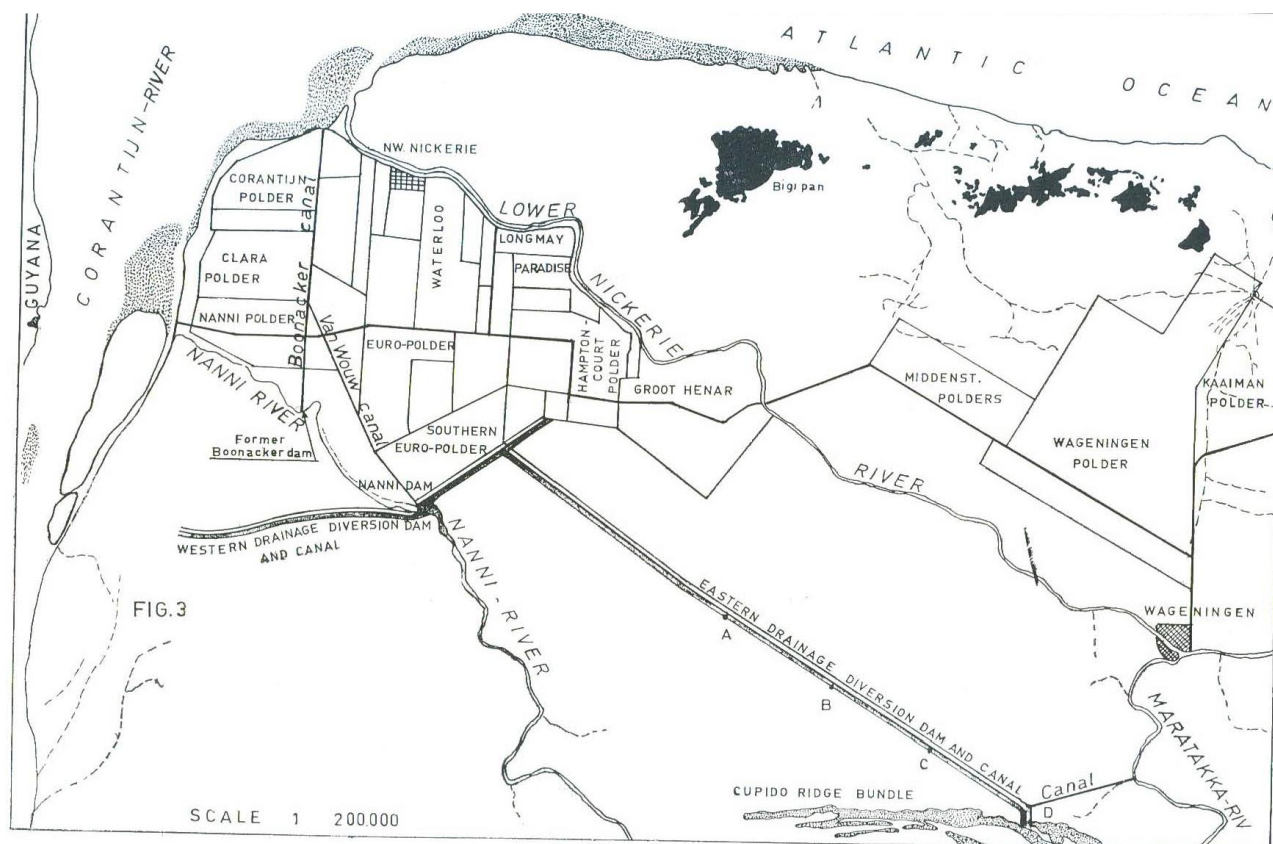 ATLANTIC OCEAN
CORANTIJN-RIVER
GUYANA
NW. NICKERIE
CORANTIJN
POLDER
Boonacker canal
WATERLOO
LOWER
NICKERIE
RIVER
LONGMAY
PARADISE
Bigi pan
CLARA
POLDER
NANNI POLDER
Van Wouw canal
EURO-POLDER
HAMPTON-
COURT
POLDER
GROOT HENAR
MIDDENST.
POLDERS
KAAIMAN
POLDER
WAGENINGEN
POLDER
NANNI RIVER
Former
Boonackerdam
SOUTHERN
EURO-POLDER
NANNI DAM
WESTERN DRAINAGE DIVERSION DAM
AND CANAL
NANNI-RIVER
EASTERN DRAINAGE DIVERSION DAM AND CANAL
A
B
C
D
FIG.3
WAGENINGEN
MARATAKKA-RIV
Canal
CUPIDO RIDGE BUNDLE
SCALE 1 200.000